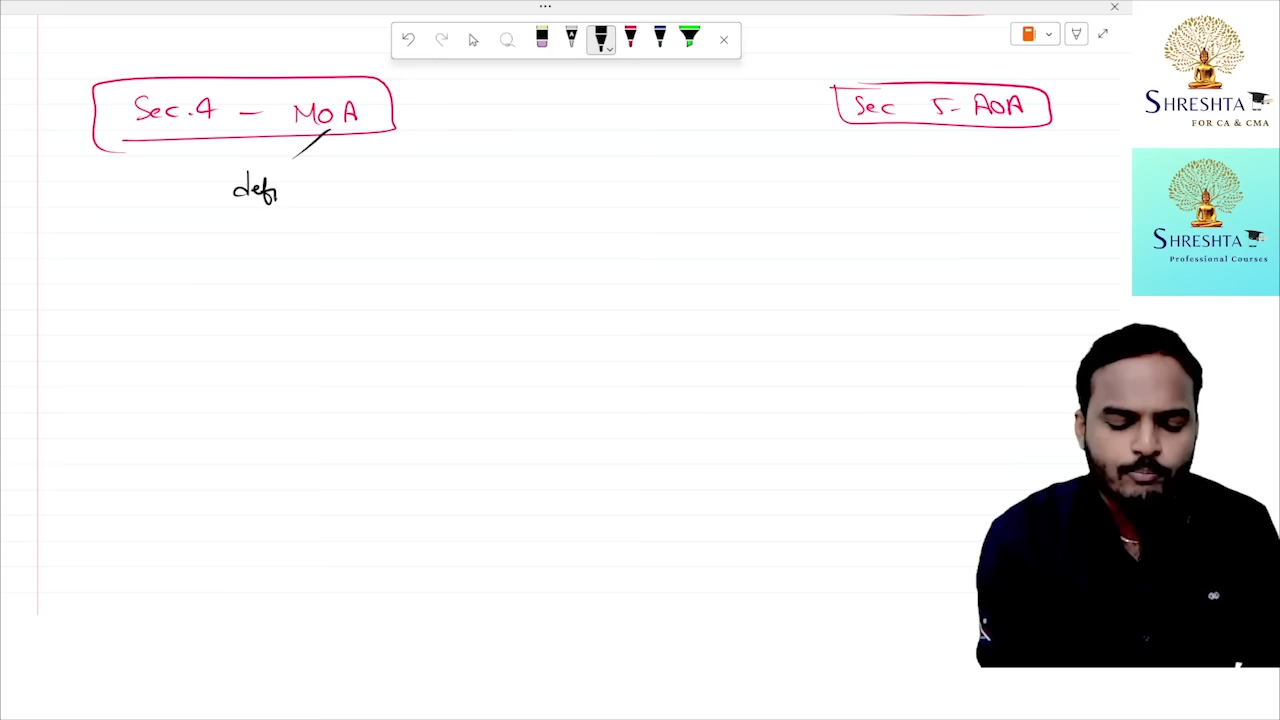 Sec. 4 - MOA
Sec 5- AOA
def
SHRESHTA
FOR CA & CMA
SHRESHTA
Professional Courses